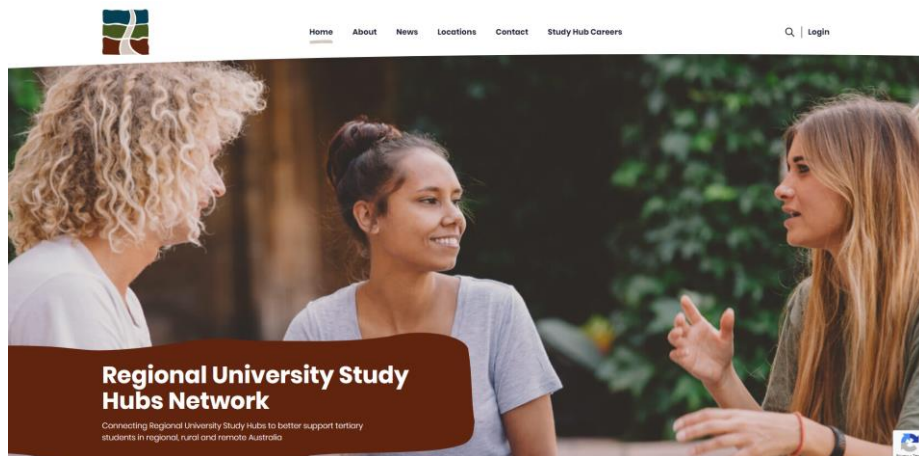 Home About News Locations Contact Study Hub Careers Login
Regional University Study
Hubs Network
Connecting Regional University Study Hubs to better support tertiary
students in regional, rural and remote Australia